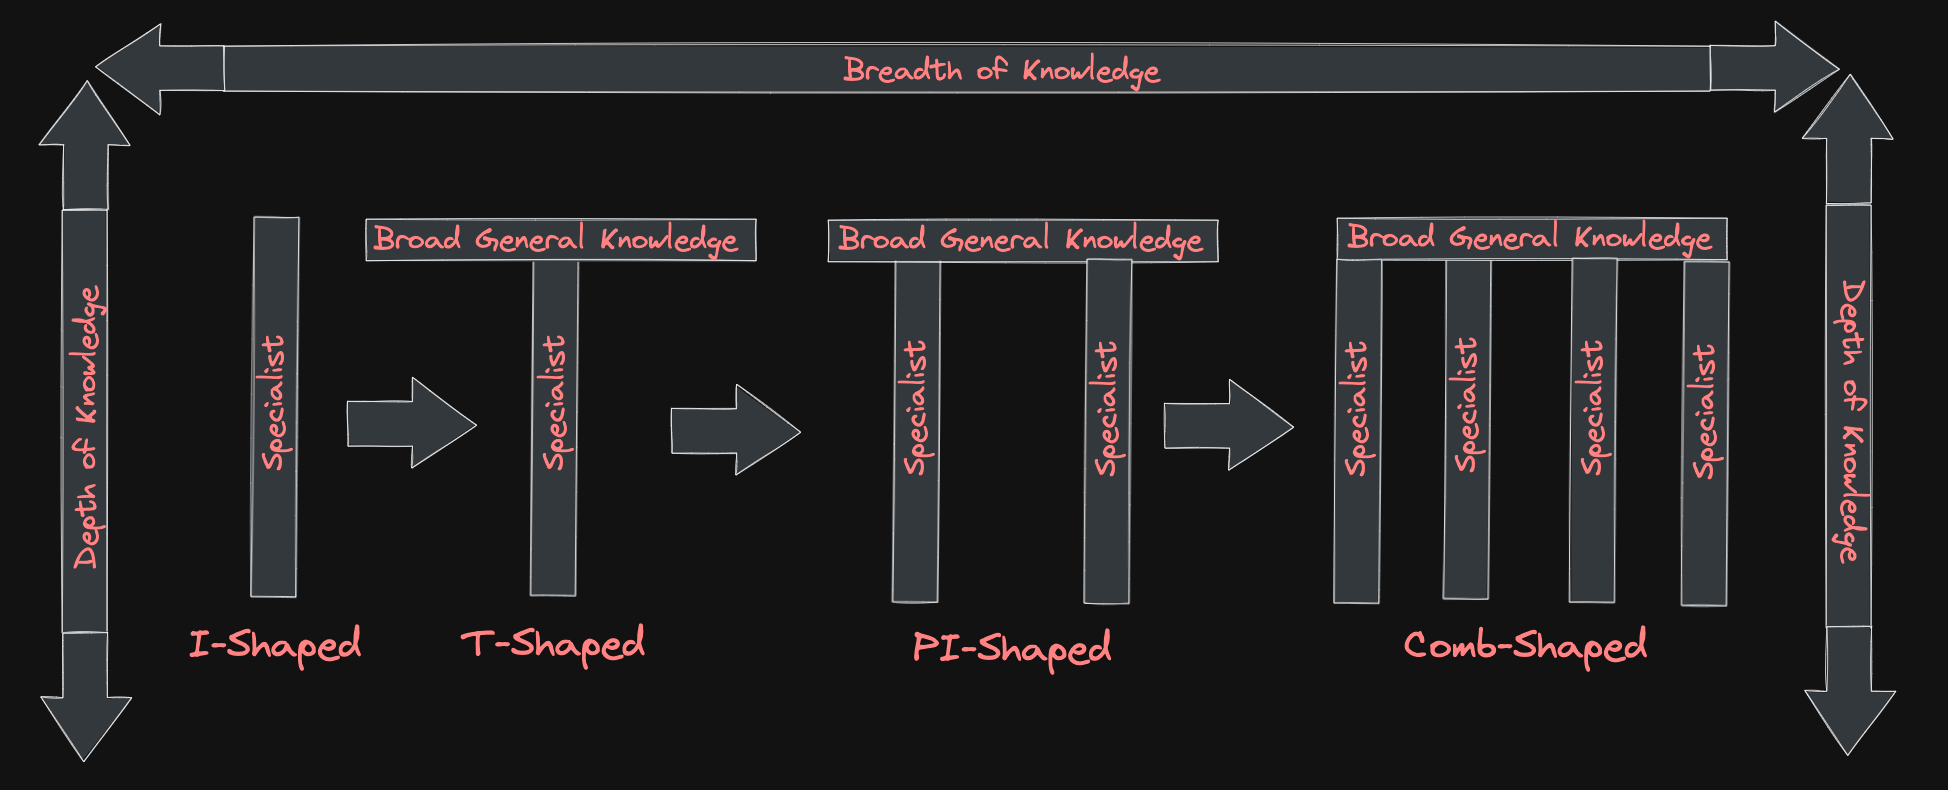 Breadth of Knowledge
Depth of Knowledge
Specialist
I-Shaped
Broad General Knowledge
Specialist
T-Shaped
Broad General Knowledge
Specialist
Specialist
PI-Shaped
Broad General Knowledge
Specialist
Specialist
Specialist
Specialist
Comb-Shaped
Depth of Knowledge